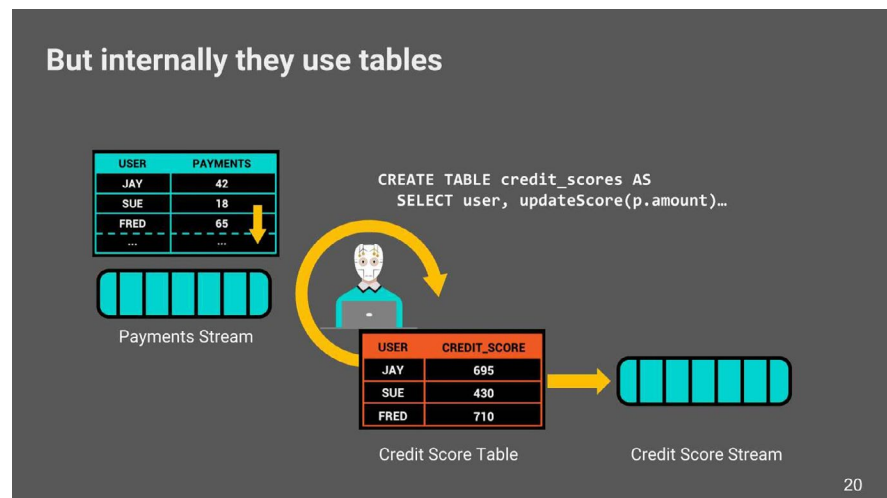 But internally they use tables
USER PAYMENTS
JAY 42
SUE 18
FRED 65
... ...
Payments Stream
CREATE TABLE credit_scores AS
SELECT user, updateScore(p.amount)…
USER CREDIT_SCORE
JAY 695
SUE 430
FRED 710
Credit Score Table
Credit Score Stream
20